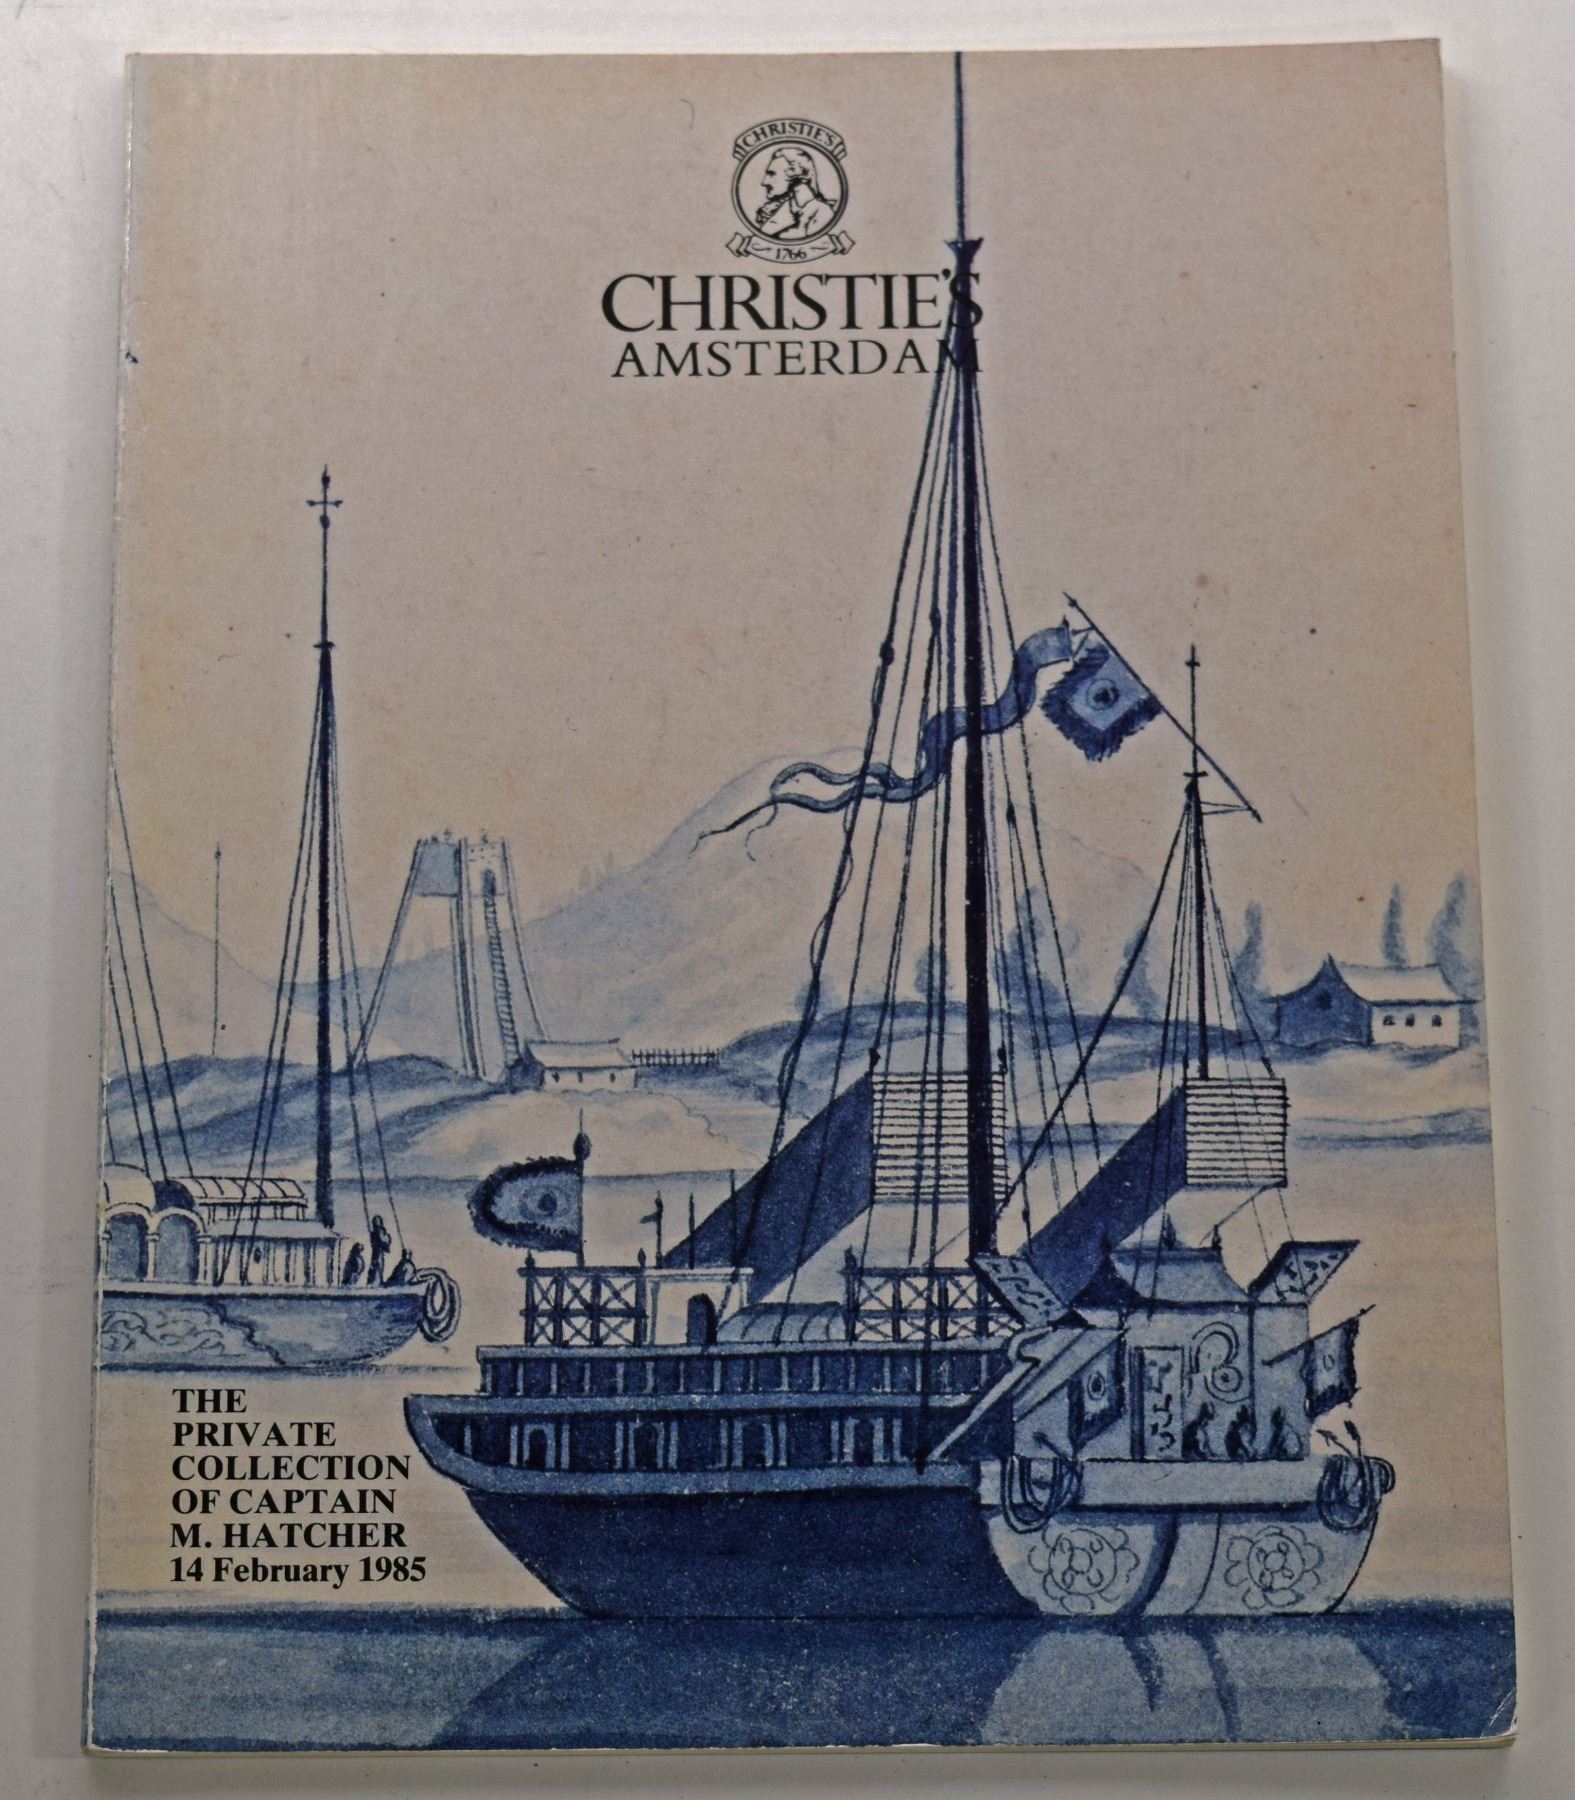 CHRISTIE'S
1766
CHRISTIE'S
AMSTERDAM
THE
PRIVATE
COLLECTION
OF CAPTAIN
M. HATCHER
14 February 1985